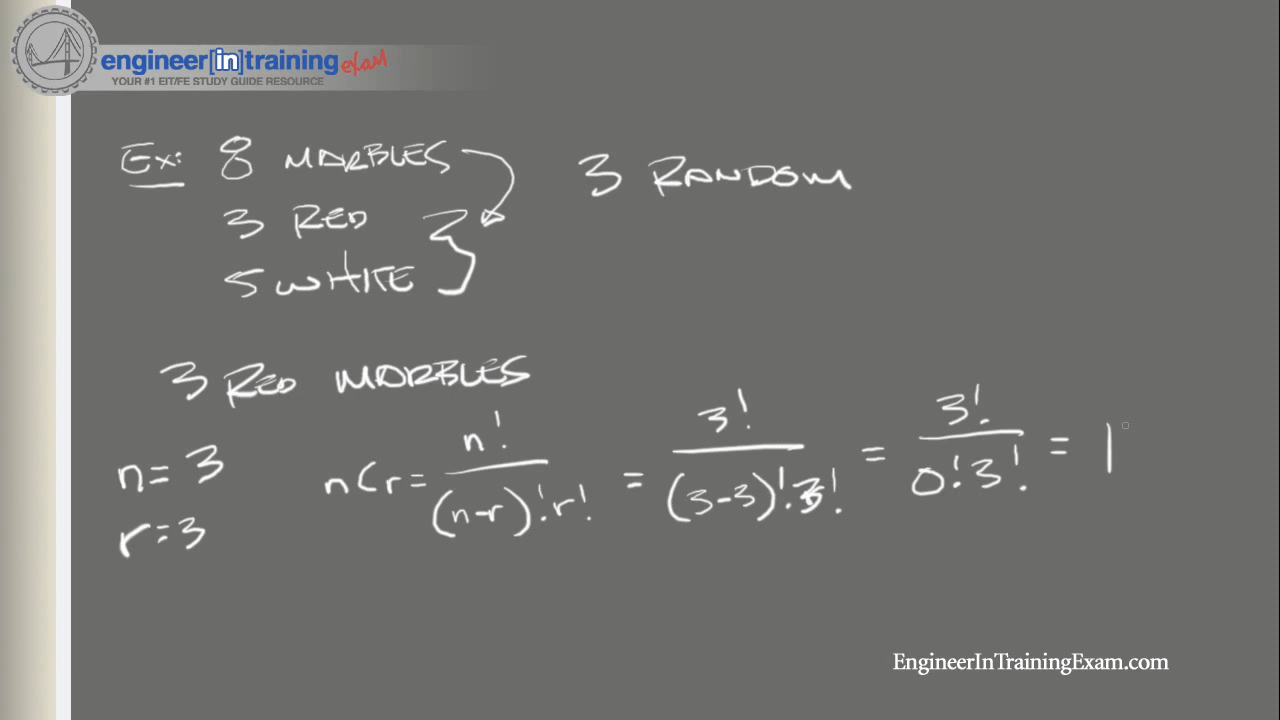 engineer[in]training exam
YOUR #1 EIT/FE STUDY GUIDE RESOURCE
Ex: 8 MARBLES
3 RED
5 WHITE
3 RANDOM
3 RED MARBLES
n = 3
r = 3
nCr = n! / (n-r)! r! = 3! / (3-3)! 3! = 3! / 0! 3! = 1
EngineerInTrainingExam.com